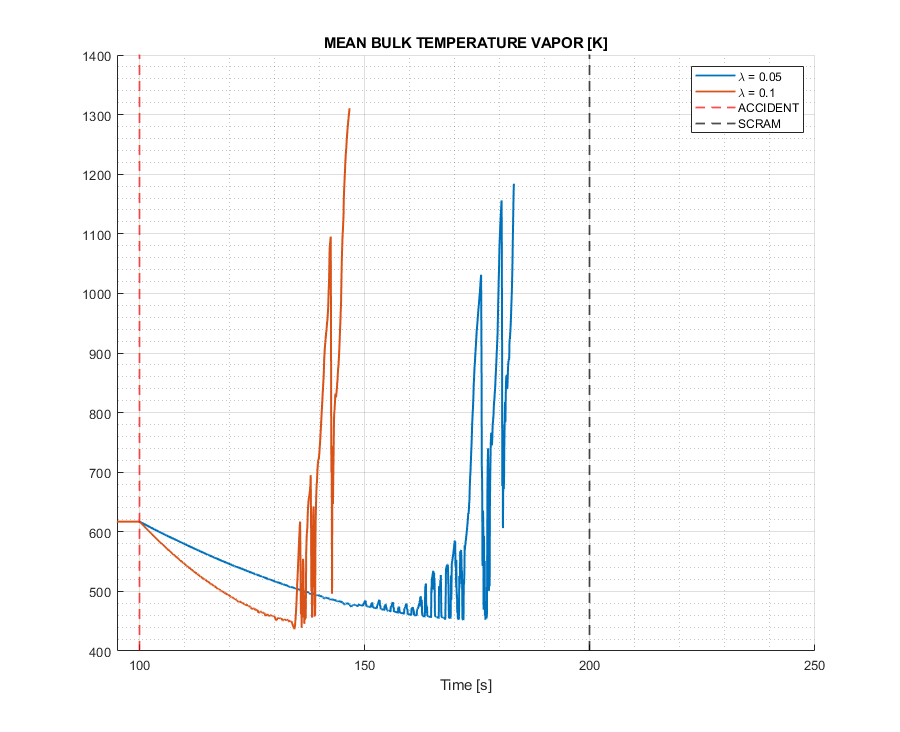 MEAN BULK TEMPERATURE VAPOR [K]
1400
1300
1200
1100
1000
900
800
700
600
500
400
λ = 0.05
λ = 0.1
ACCIDENT
SCRAM
100 150 200 250
Time [s]